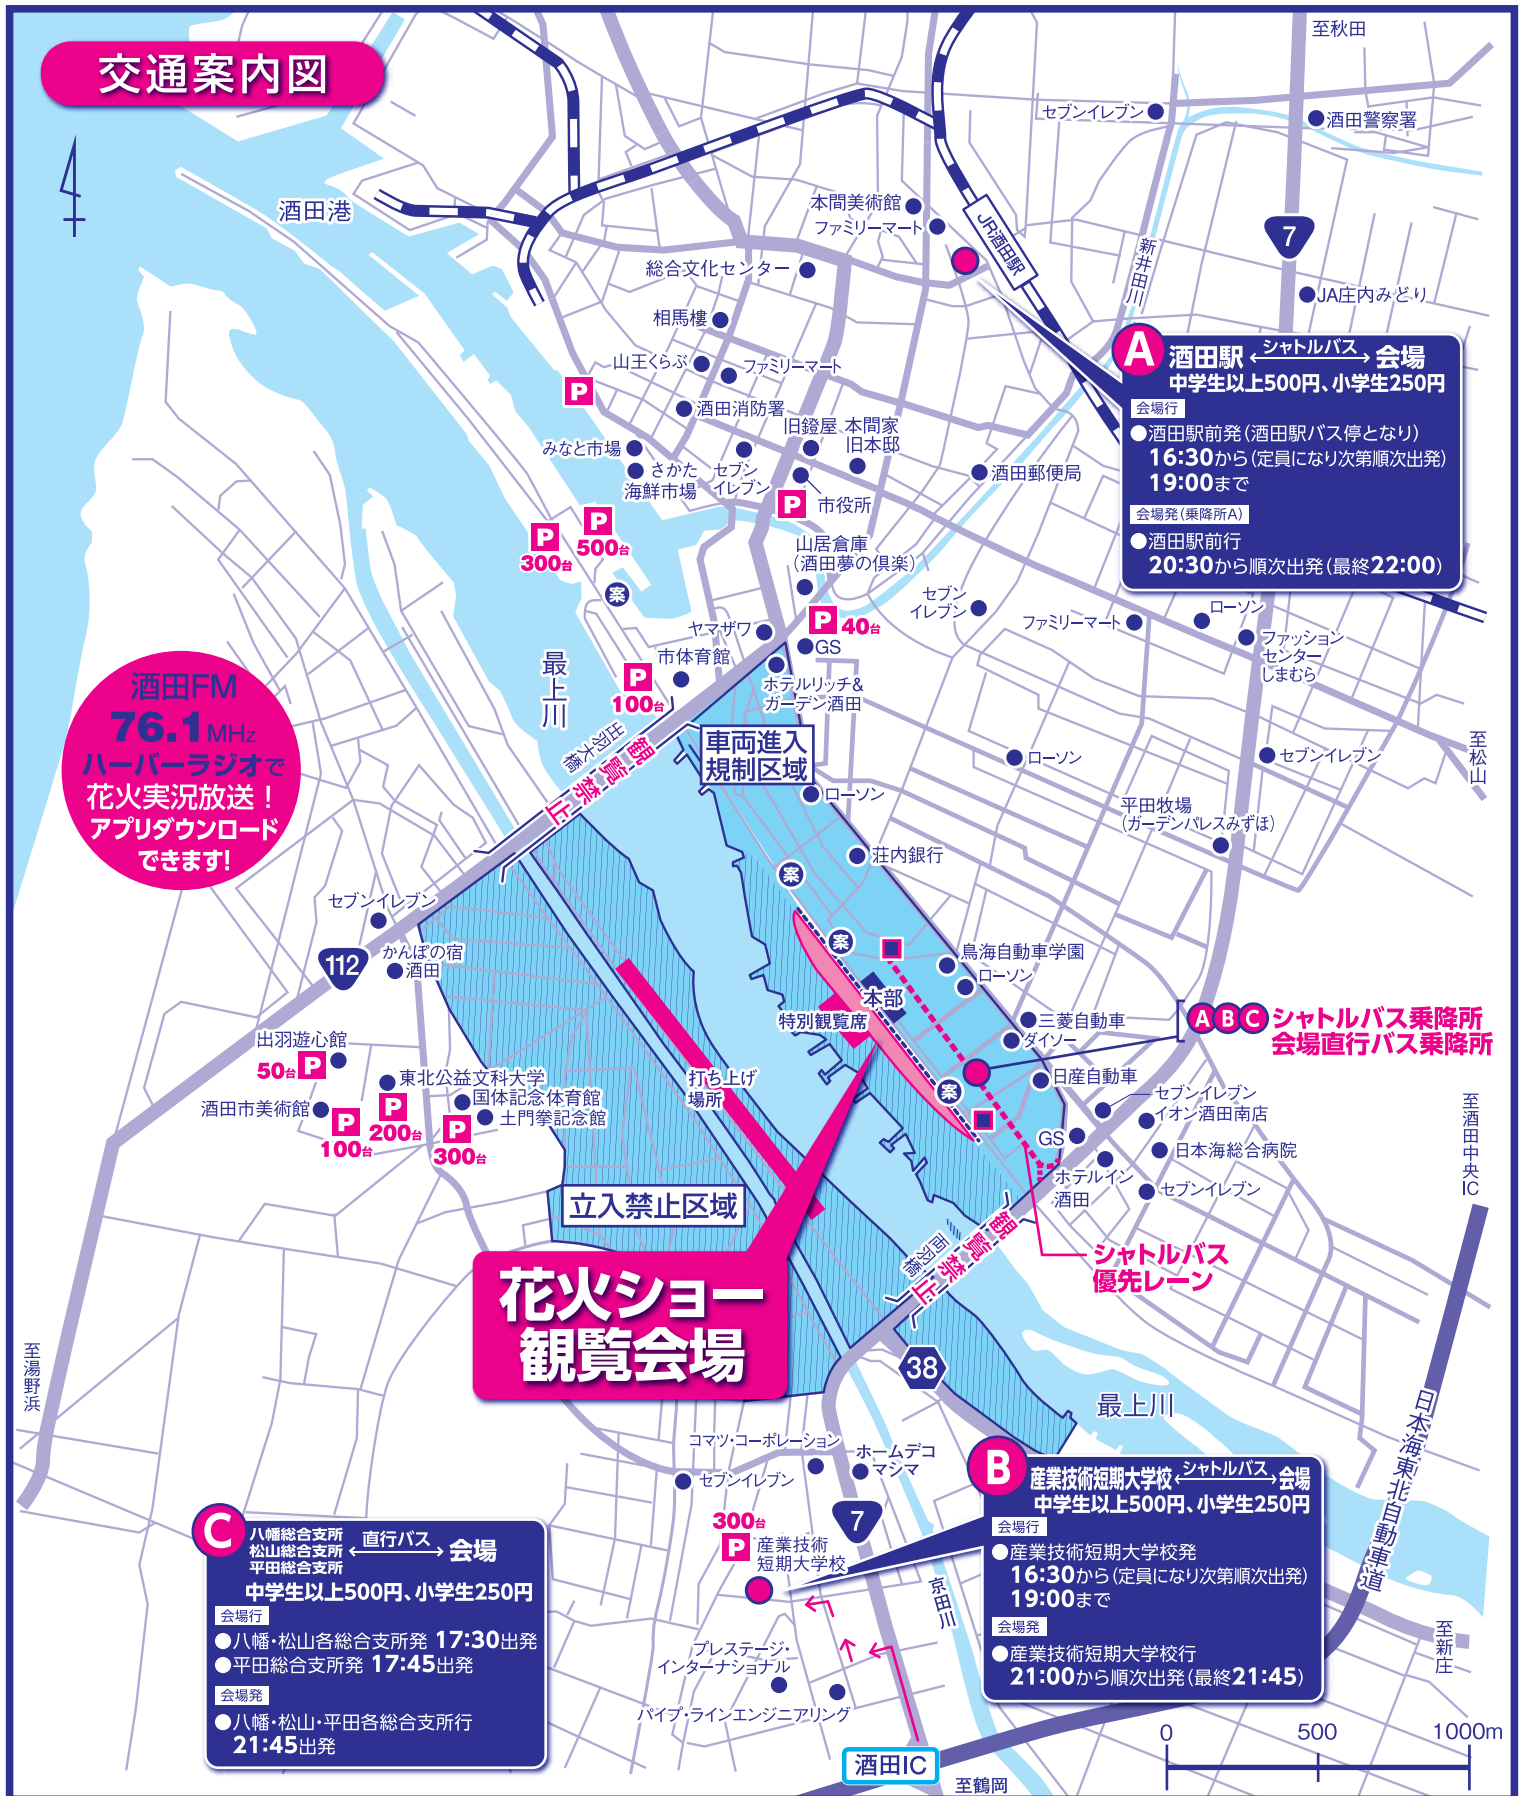 交通案内図
至秋田
セブンイレブン
酒田警察署
酒田港
本間美術館
ファミリーマート
JR酒田駅
新井田川
7
総合文化センター
JA庄内みどり
相馬樓
山王くらぶ
ファミリーマート
P
酒田消防署
旧鐙屋
本間家
旧本邸
みなと市場
さかた
海鮮市場
セブン
イレブン
酒田郵便局
P
市役所
A
酒田駅
シャトルバス
会場
中学生以上500円、小学生250円
会場行
●酒田駅前発（酒田駅バス停となり）
16:30から（定員になり次第順次出発）
19:00まで
会場発（乗降所A）
●酒田駅前行
20:30から順次出発（最終22:00）
P
300台
P
500台
案
山居倉庫
（酒田夢の倶楽）
セブン
イレブン
ファミリーマート
ローソン
ファッション
センター
しまむら
P 40台
ヤマザワ
GS
市体育館
P
100台
最上川
ホテルリッチ&
ガーデン酒田
出羽大橋
観覧禁止
車両進入
規制区域
ローソン
ローソン
セブンイレブン
至松山
酒田FM
76.1MHz
ハーバーラジオで
花火実況放送！
アプリダウンロード
できます!
平田牧場
（ガーデンパレスみずほ）
荘内銀行
案
セブンイレブン
かんぽの宿
酒田
112
案
鳥海自動車学園
ローソン
本部
特別観覧席
三菱自動車
ダイソー
A B C
シャトルバス乗降所
会場直行バス乗降所
出羽遊心館
50台 P
東北公益文科大学
国体記念体育館
土門拳記念館
酒田市美術館
P
100台
P
200台
P
300台
打ち上げ
場所
案
日産自動車
セブンイレブン
イオン酒田南店
GS
日本海総合病院
ホテルイン
酒田
セブンイレブン
至酒田中央IC
立入禁止区域
両羽橋
観覧禁止
シャトルバス
優先レーン
花火ショー
観覧会場
至湯野浜
38
最上川
日本海東北自動車道
コマツ・コーポレーション
ホームデコ
マシマ
セブンイレブン
300台
P
産業技術
短期大学校
7
京田川
B
産業技術短期大学校
シャトルバス
会場
中学生以上500円、小学生250円
会場行
●産業技術短期大学校発
16:30から（定員になり次第順次出発）
19:00まで
会場発
●産業技術短期大学校行
21:00から順次出発（最終21:45）
C
八幡総合支所
松山総合支所
平田総合支所
直行バス
会場
中学生以上500円、小学生250円
会場行
●八幡・松山各総合支所発 17:30出発
●平田総合支所発 17:45出発
会場発
●八幡・松山・平田各総合支所行
21:45出発
プレステージ・
インターナショナル
パイプ・ラインエンジニアリング
至新庄
酒田IC
至鶴岡
0 500 1000m